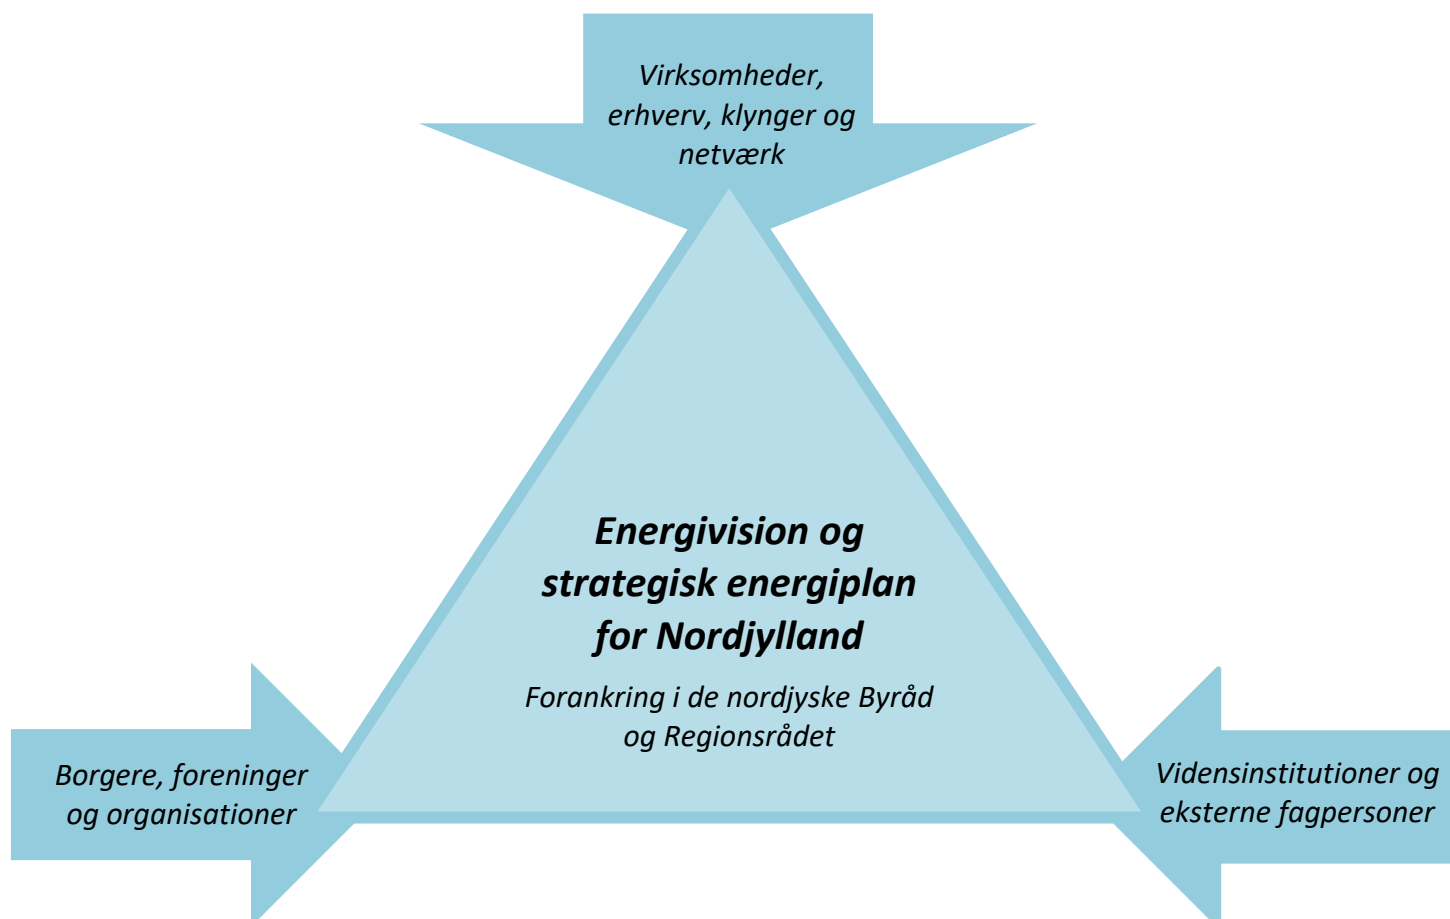 Virksomheder,
erhverv, klynger og
netværk
Energivision og
strategisk energiplan
for Nordjylland
Forankring i de nordjyske Byråd
og Regionsrådet
Borgere, foreninger
og organisationer
Vidensinstitutioner og
eksterne fagpersoner